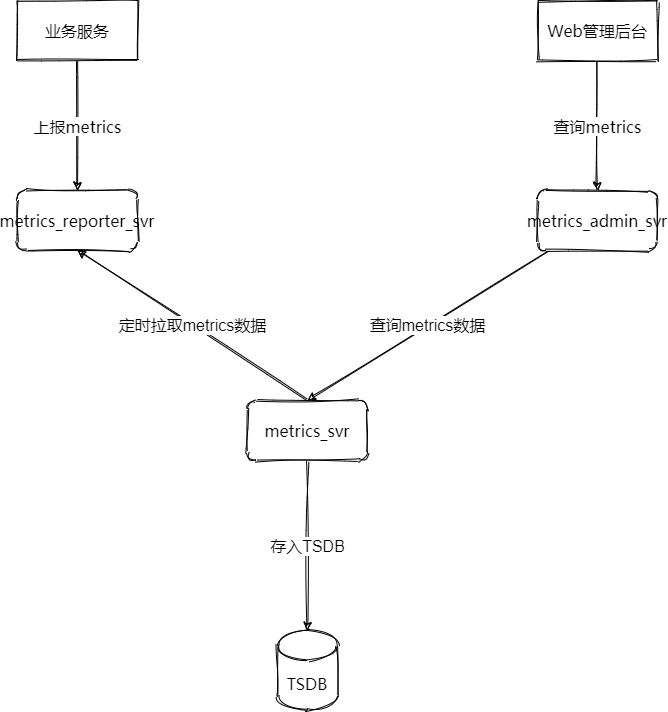 业务服务
Web管理后台
上报metrics
查询metrics
metrics_reporter_svr
metrics_admin_svr
定时拉取metrics数据
查询metrics数据
metrics_svr
存入TSDB
TSDB